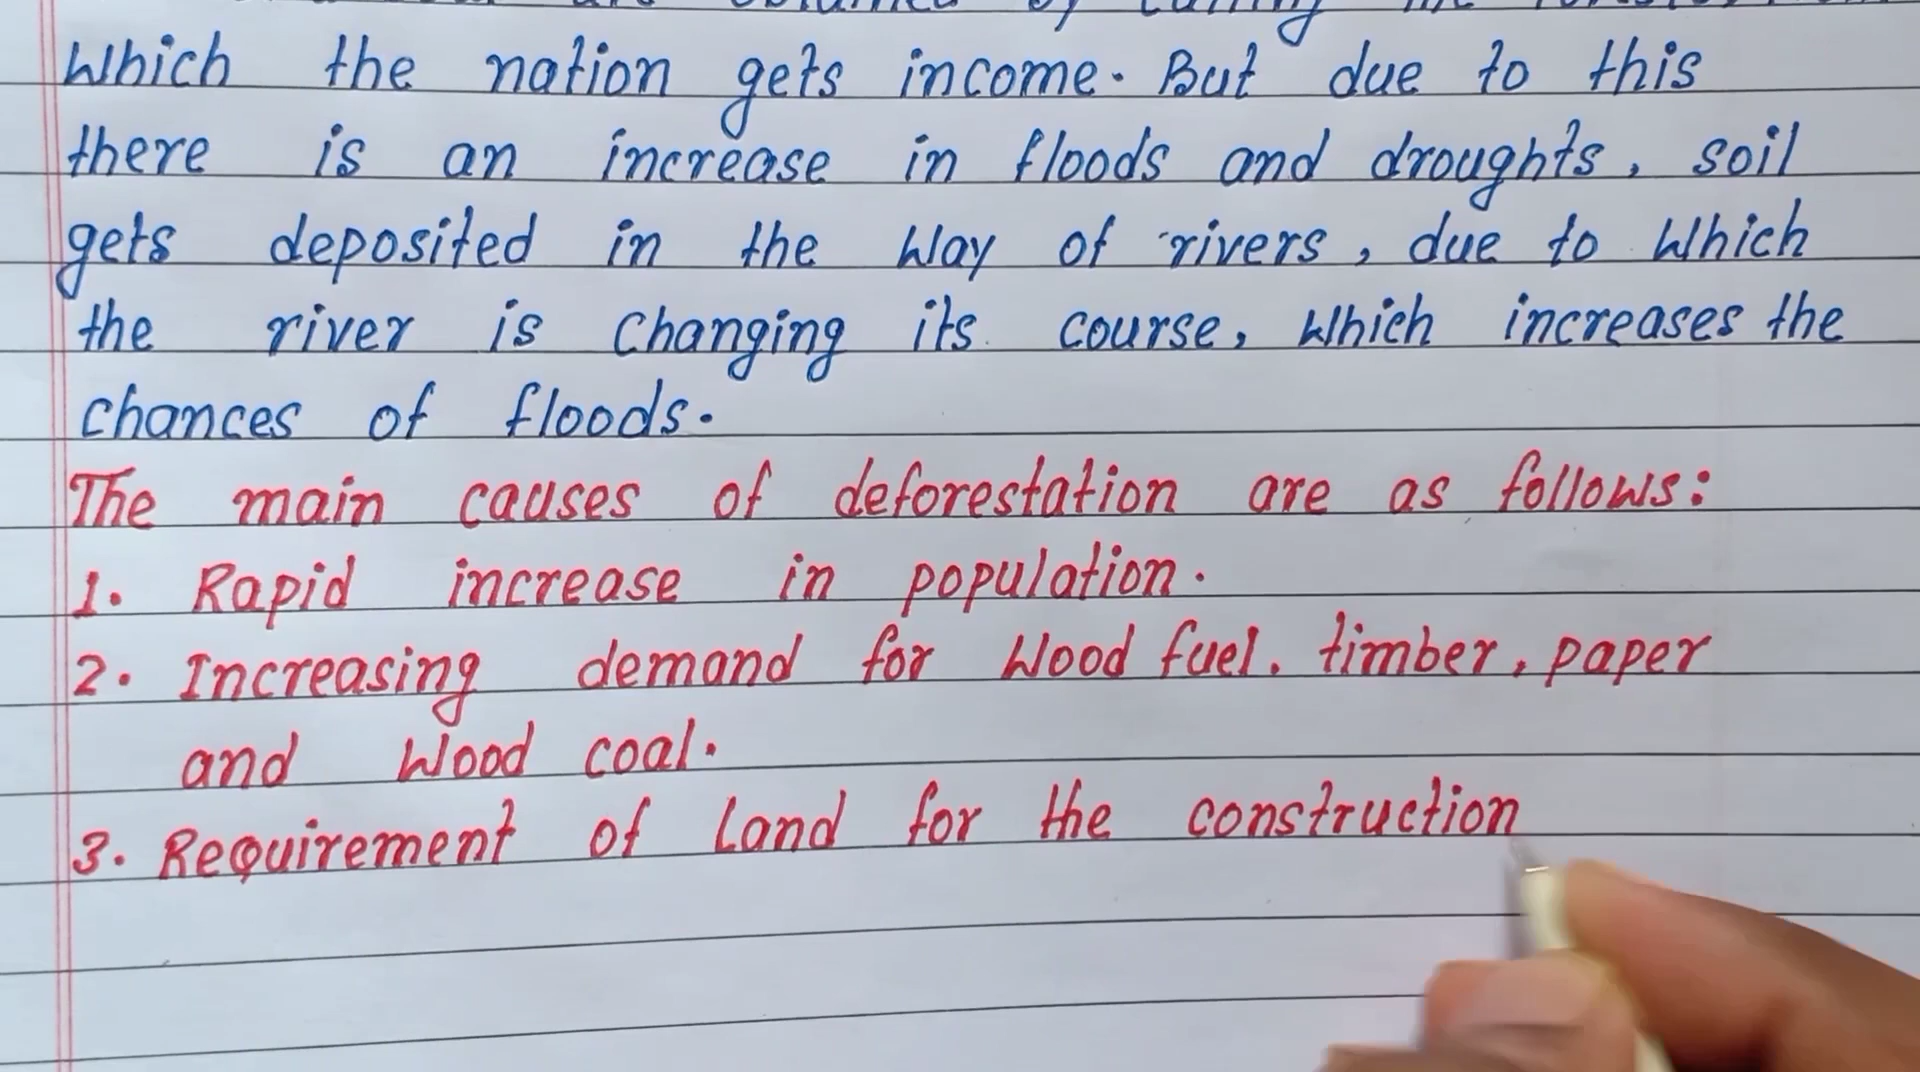 by
Which the nation gets income. But due to this
there is an increase in floods and droughts, soil
gets deposited in the way of rivers, due to which
the river is changing its course, which increases the
chances of floods.
The main causes of deforestation are as follows:
1. Rapid increase in population.
2. Increasing demand for wood fuel, timber, paper
and wood coal.
3. Requirement of land for the construction